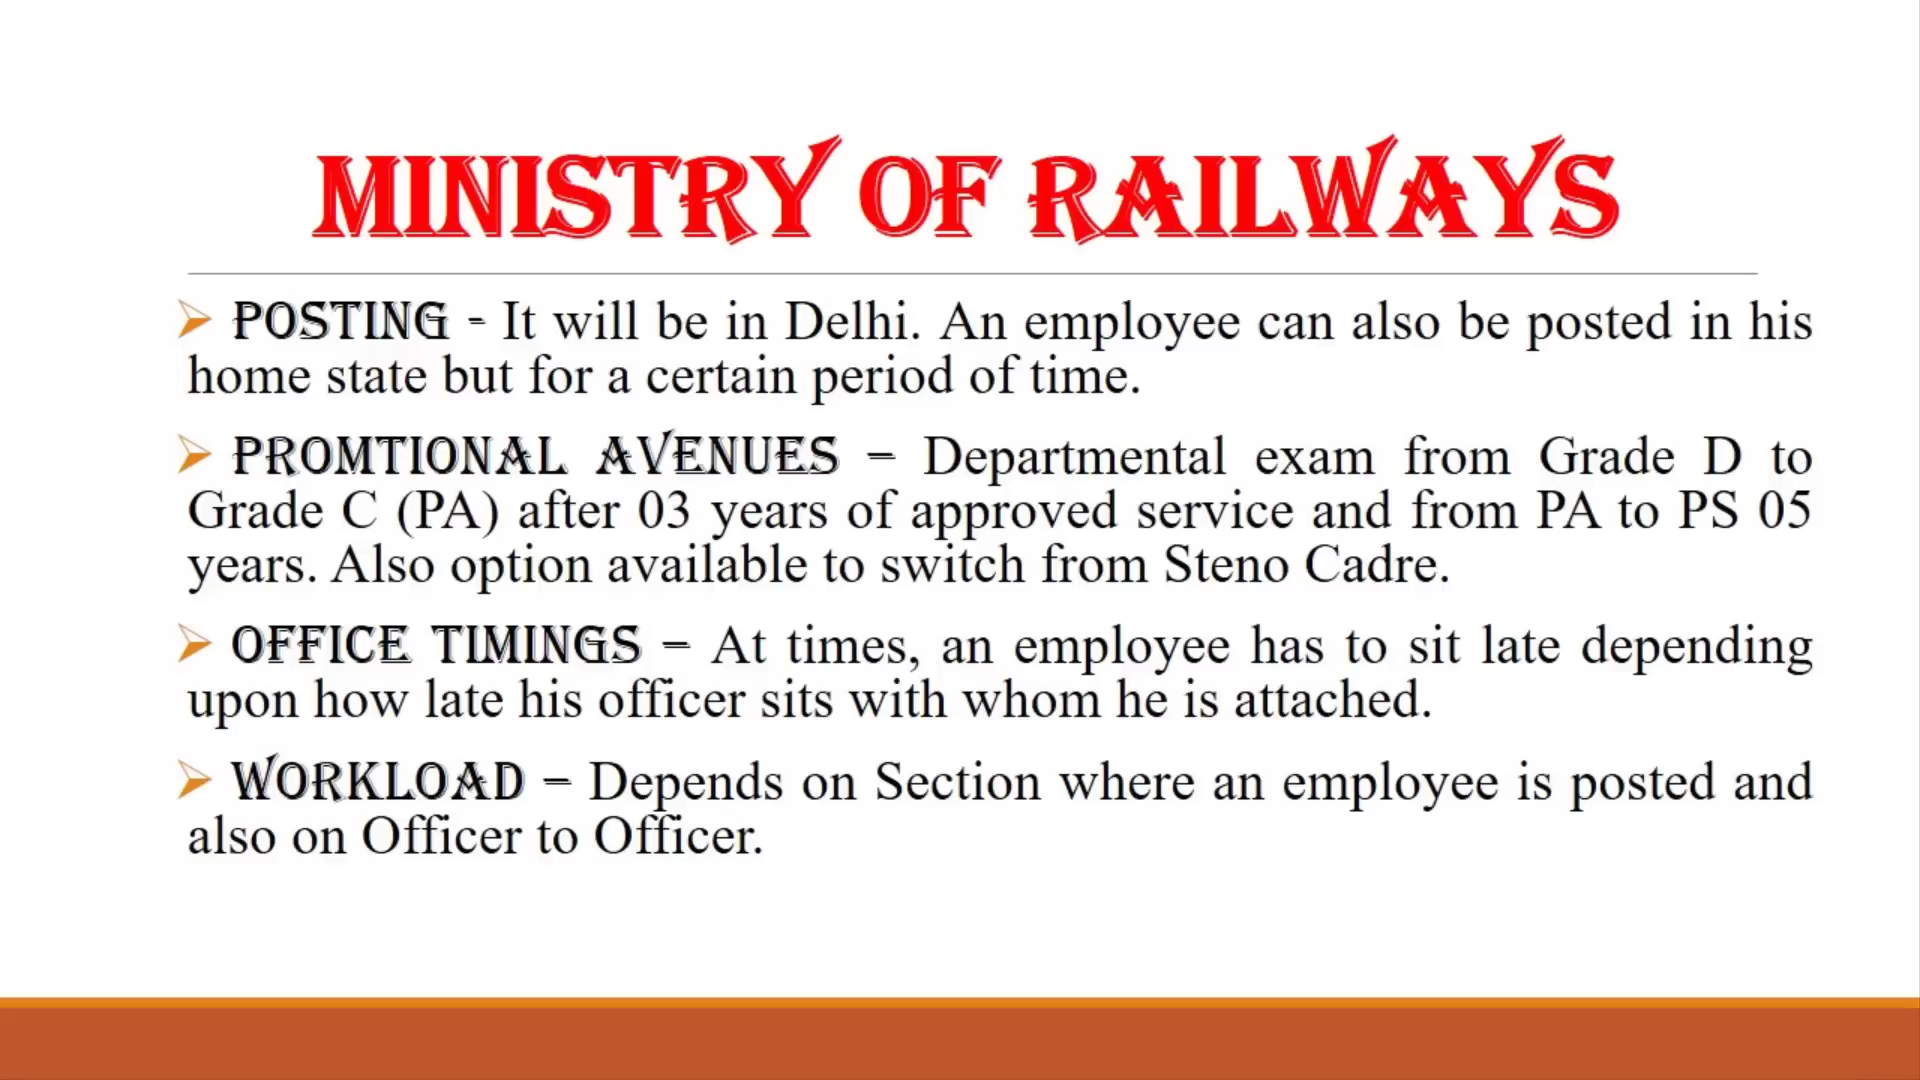 MINISTRY OF RAILWAYS
➢ POSTING - It will be in Delhi. An employee can also be posted in his
home state but for a certain period of time.
➢ PROMTIONAL AVENUES – Departmental exam from Grade D to
Grade C (PA) after 03 years of approved service and from PA to PS 05
years. Also option available to switch from Steno Cadre.
➢ OFFICE TIMINGS – At times, an employee has to sit late depending
upon how late his officer sits with whom he is attached.
➢ WORKLOAD – Depends on Section where an employee is posted and
also on Officer to Officer.